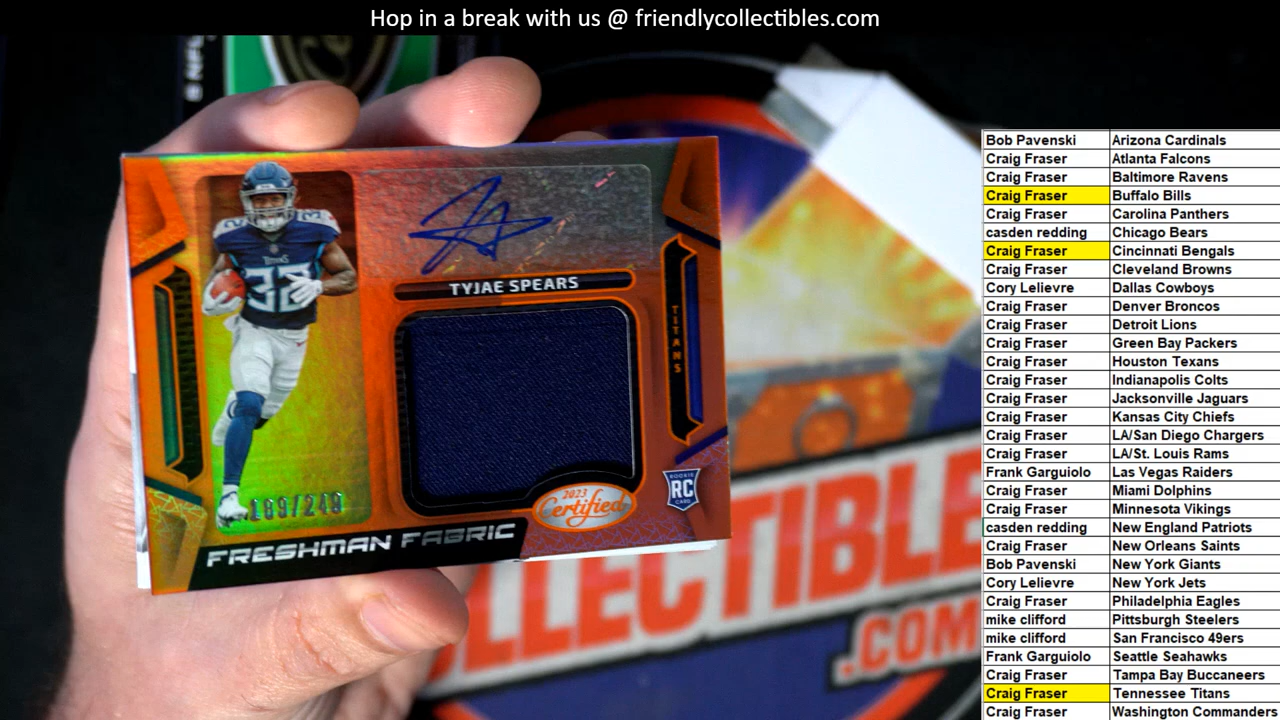 Hop in a break with us @ friendlycollectibles.com
NFL
TITANS
32
TYJAE SPEARS
TITANS
189/249
2023
Certified
ROOKIE
RC
CARD
FRESHMAN FABRIC
OLLECTIBLE
.COM
Bob Pavenski Arizona Cardinals
Craig Fraser Atlanta Falcons
Craig Fraser Baltimore Ravens
Craig Fraser Buffalo Bills
Craig Fraser Carolina Panthers
casden redding Chicago Bears
Craig Fraser Cincinnati Bengals
Craig Fraser Cleveland Browns
Cory Lelievre Dallas Cowboys
Craig Fraser Denver Broncos
Craig Fraser Detroit Lions
Craig Fraser Green Bay Packers
Craig Fraser Houston Texans
Craig Fraser Indianapolis Colts
Craig Fraser Jacksonville Jaguars
Craig Fraser Kansas City Chiefs
Craig Fraser LA/San Diego Chargers
Craig Fraser LA/St. Louis Rams
Frank Garguiolo Las Vegas Raiders
Craig Fraser Miami Dolphins
Craig Fraser Minnesota Vikings
casden redding New England Patriots
Craig Fraser New Orleans Saints
Bob Pavenski New York Giants
Cory Lelievre New York Jets
Craig Fraser Philadelphia Eagles
mike clifford Pittsburgh Steelers
mike clifford San Francisco 49ers
Frank Garguiolo Seattle Seahawks
Craig Fraser Tampa Bay Buccaneers
Craig Fraser Tennessee Titans
Craig Fraser Washington Commanders